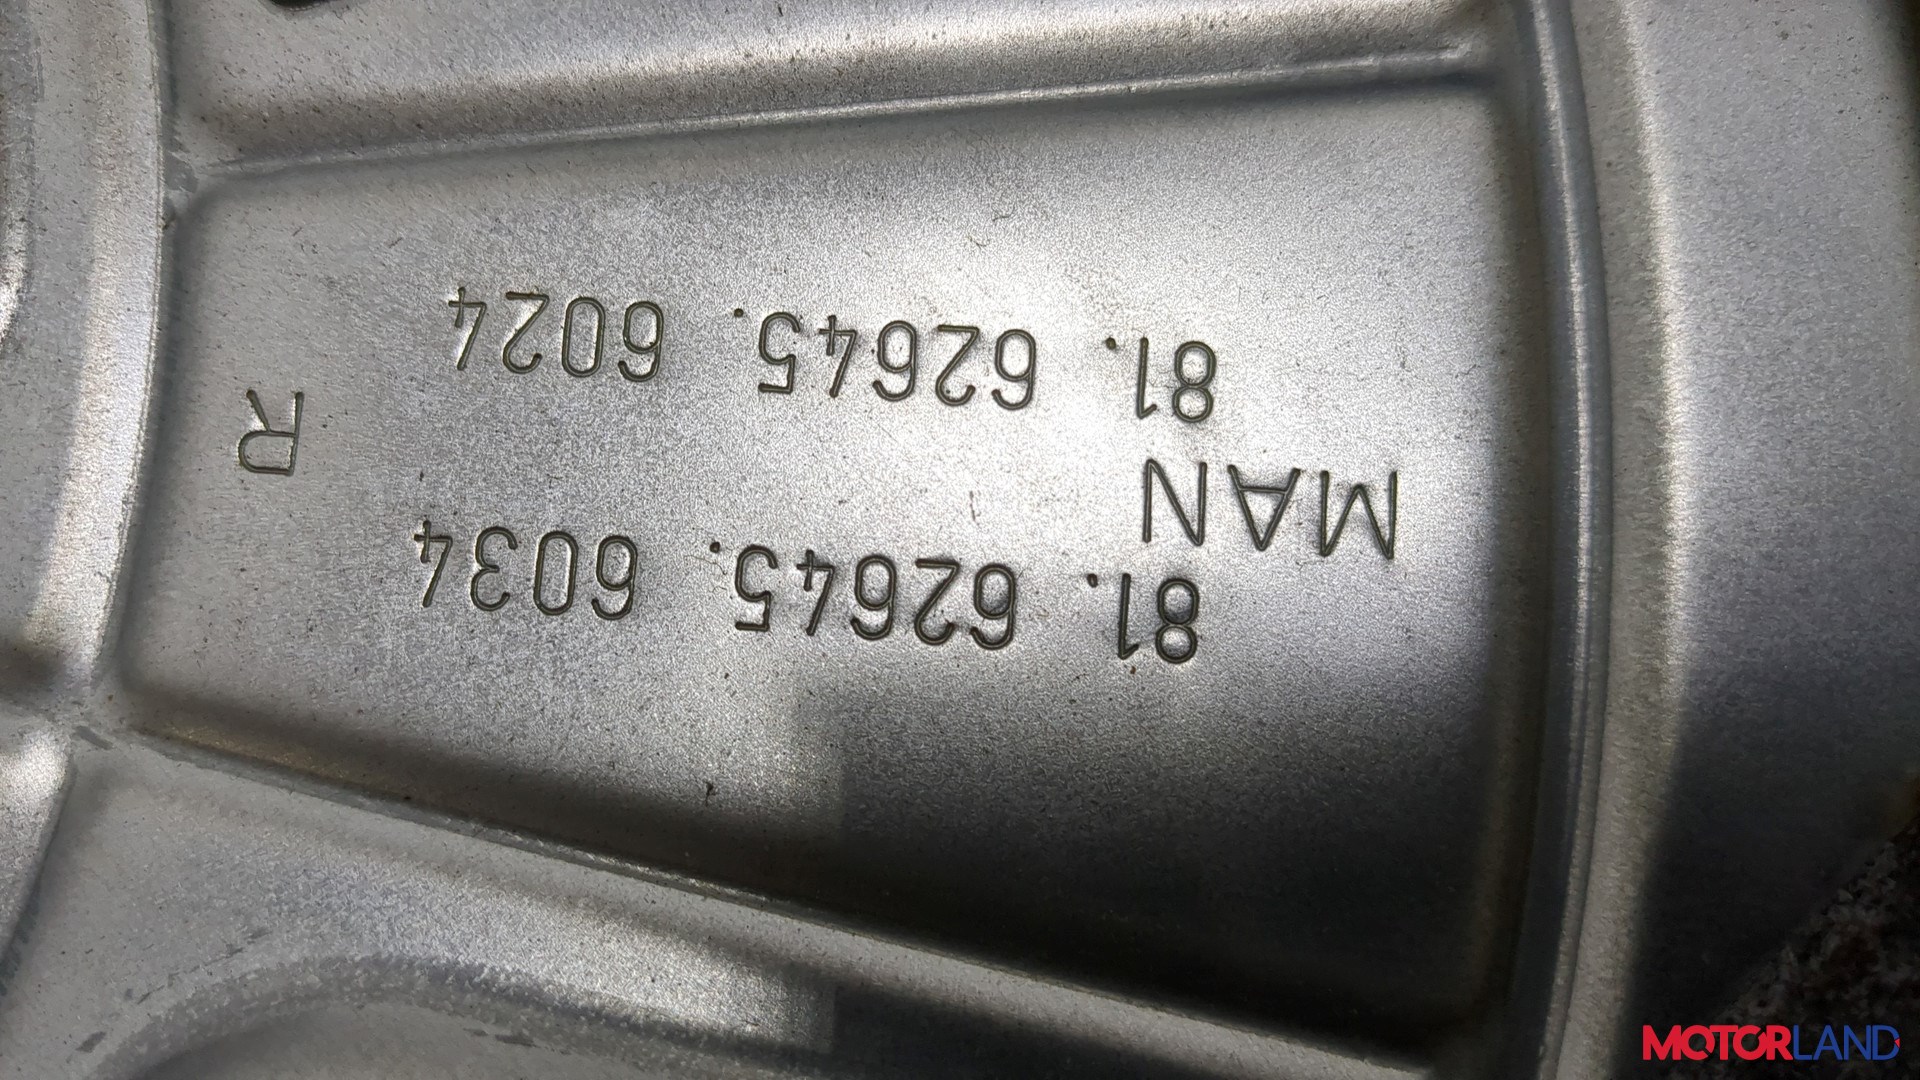 81. 62645. 6034
MAN R
81. 62645. 6024
MOTORLAND